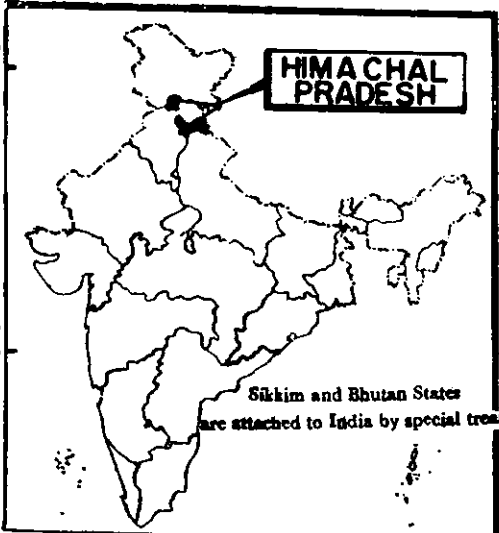 HIMACHAL
PRADESH
Sikkim and Bhutan States
are attached to India by special